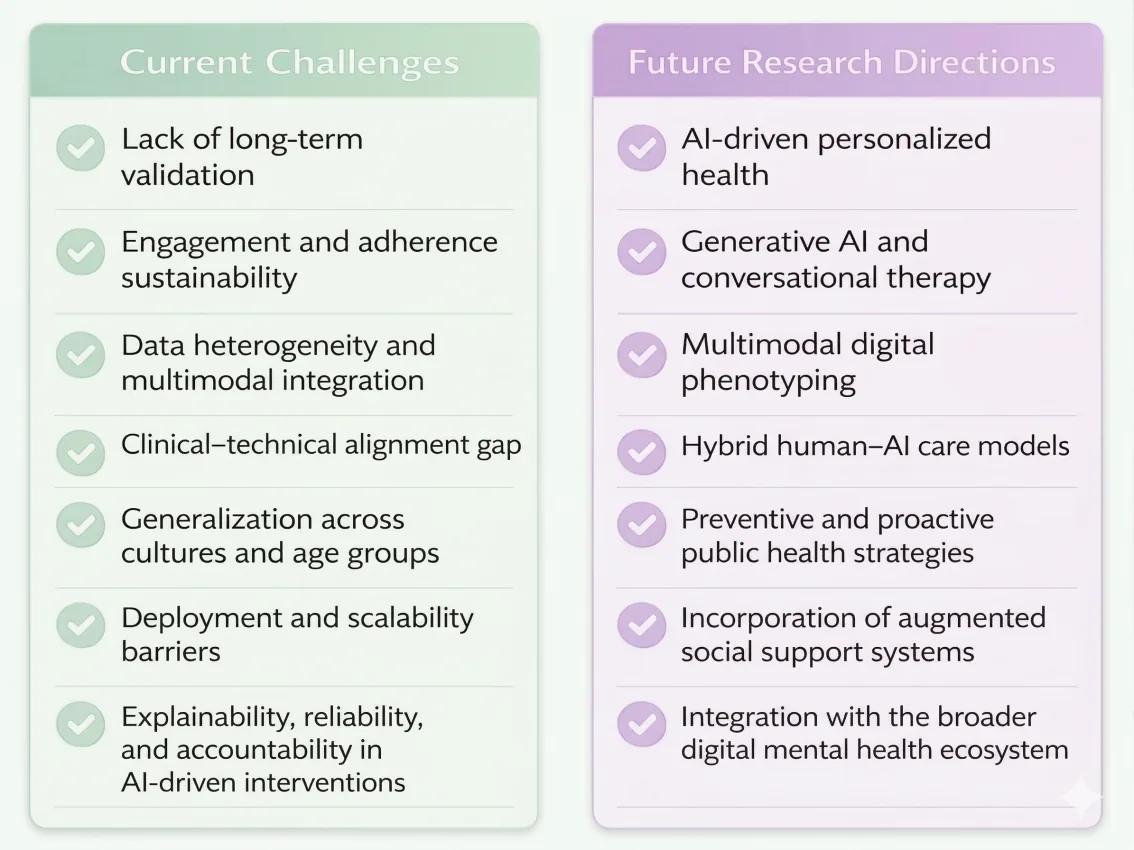 Current Challenges
Lack of long-term
validation
Engagement and adherence
sustainability
Data heterogeneity and
multimodal integration
Clinical–technical alignment gap
Generalization across
cultures and age groups
Deployment and scalability
barriers
Explainability, reliability,
and accountability in
AI-driven interventions
Future Research Directions
AI-driven personalized
health
Generative AI and
conversational therapy
Multimodal digital
phenotyping
Hybrid human–AI care models
Preventive and proactive
public health strategies
Incorporation of augmented
social support systems
Integration with the broader
digital mental health ecosystem